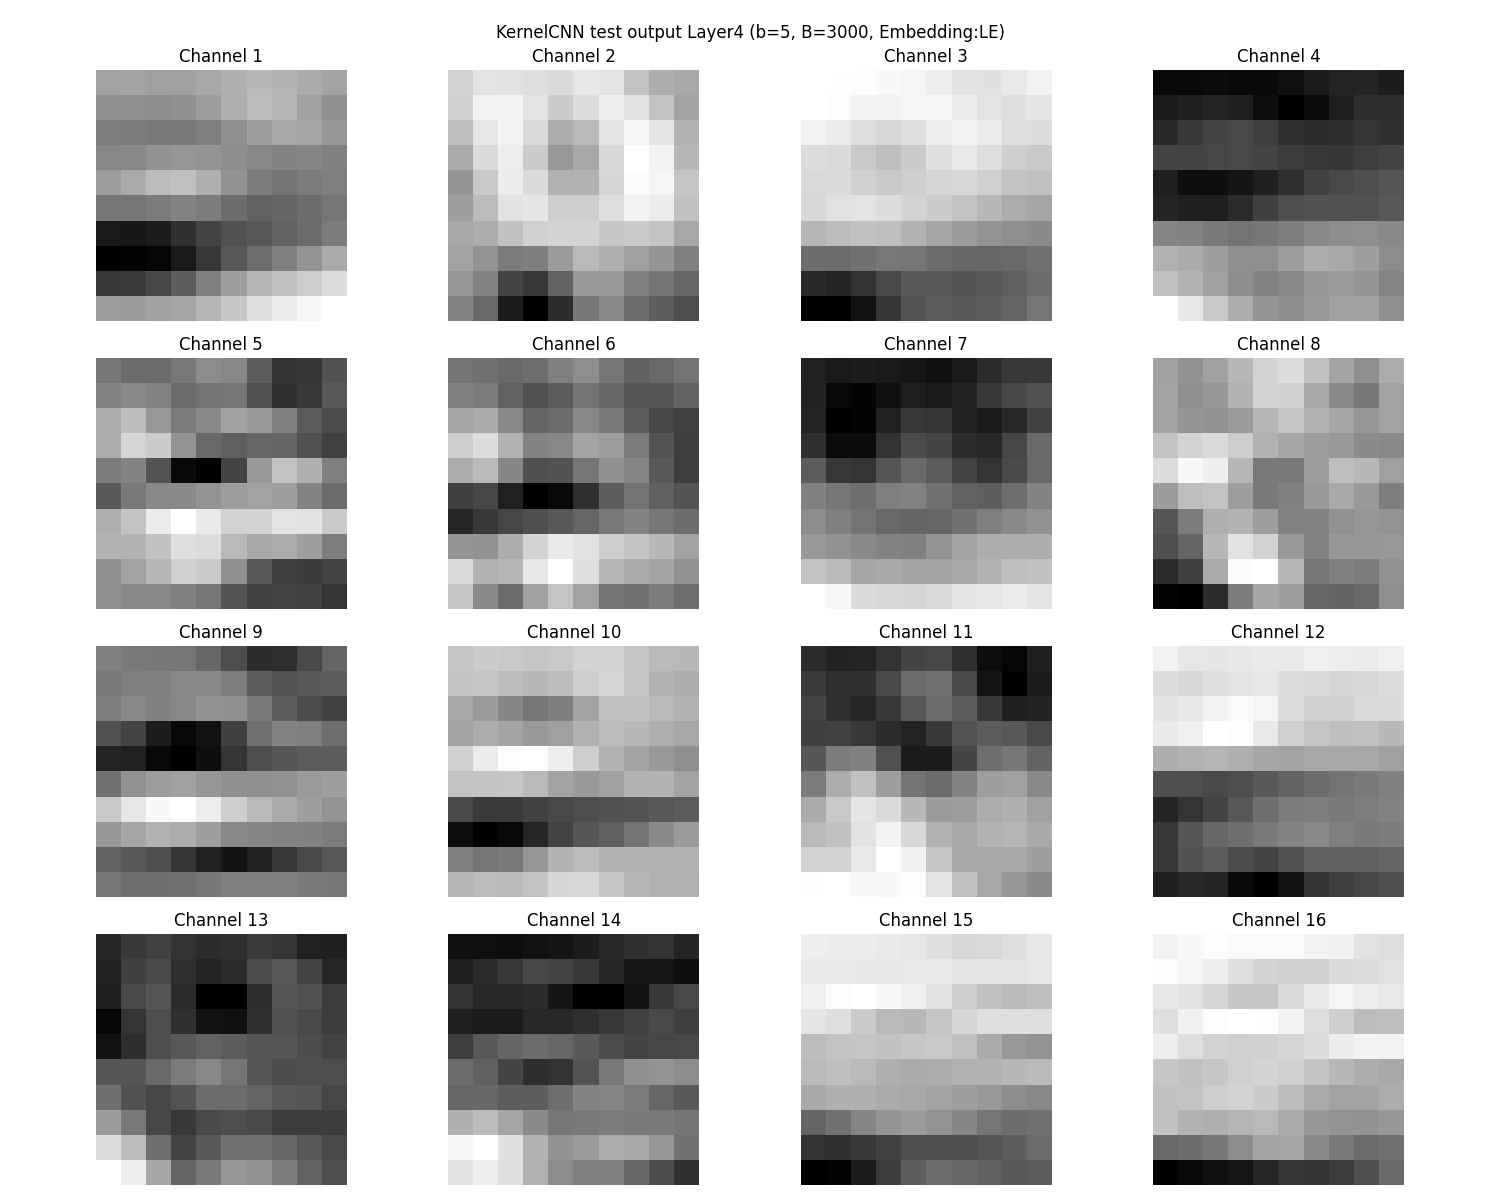 KernelCNN test output Layer4 (b=5, B=3000, Embedding:LE)
Channel 1
Channel 2
Channel 3
Channel 4
Channel 5
Channel 6
Channel 7
Channel 8
Channel 9
Channel 10
Channel 11
Channel 12
Channel 13
Channel 14
Channel 15
Channel 16